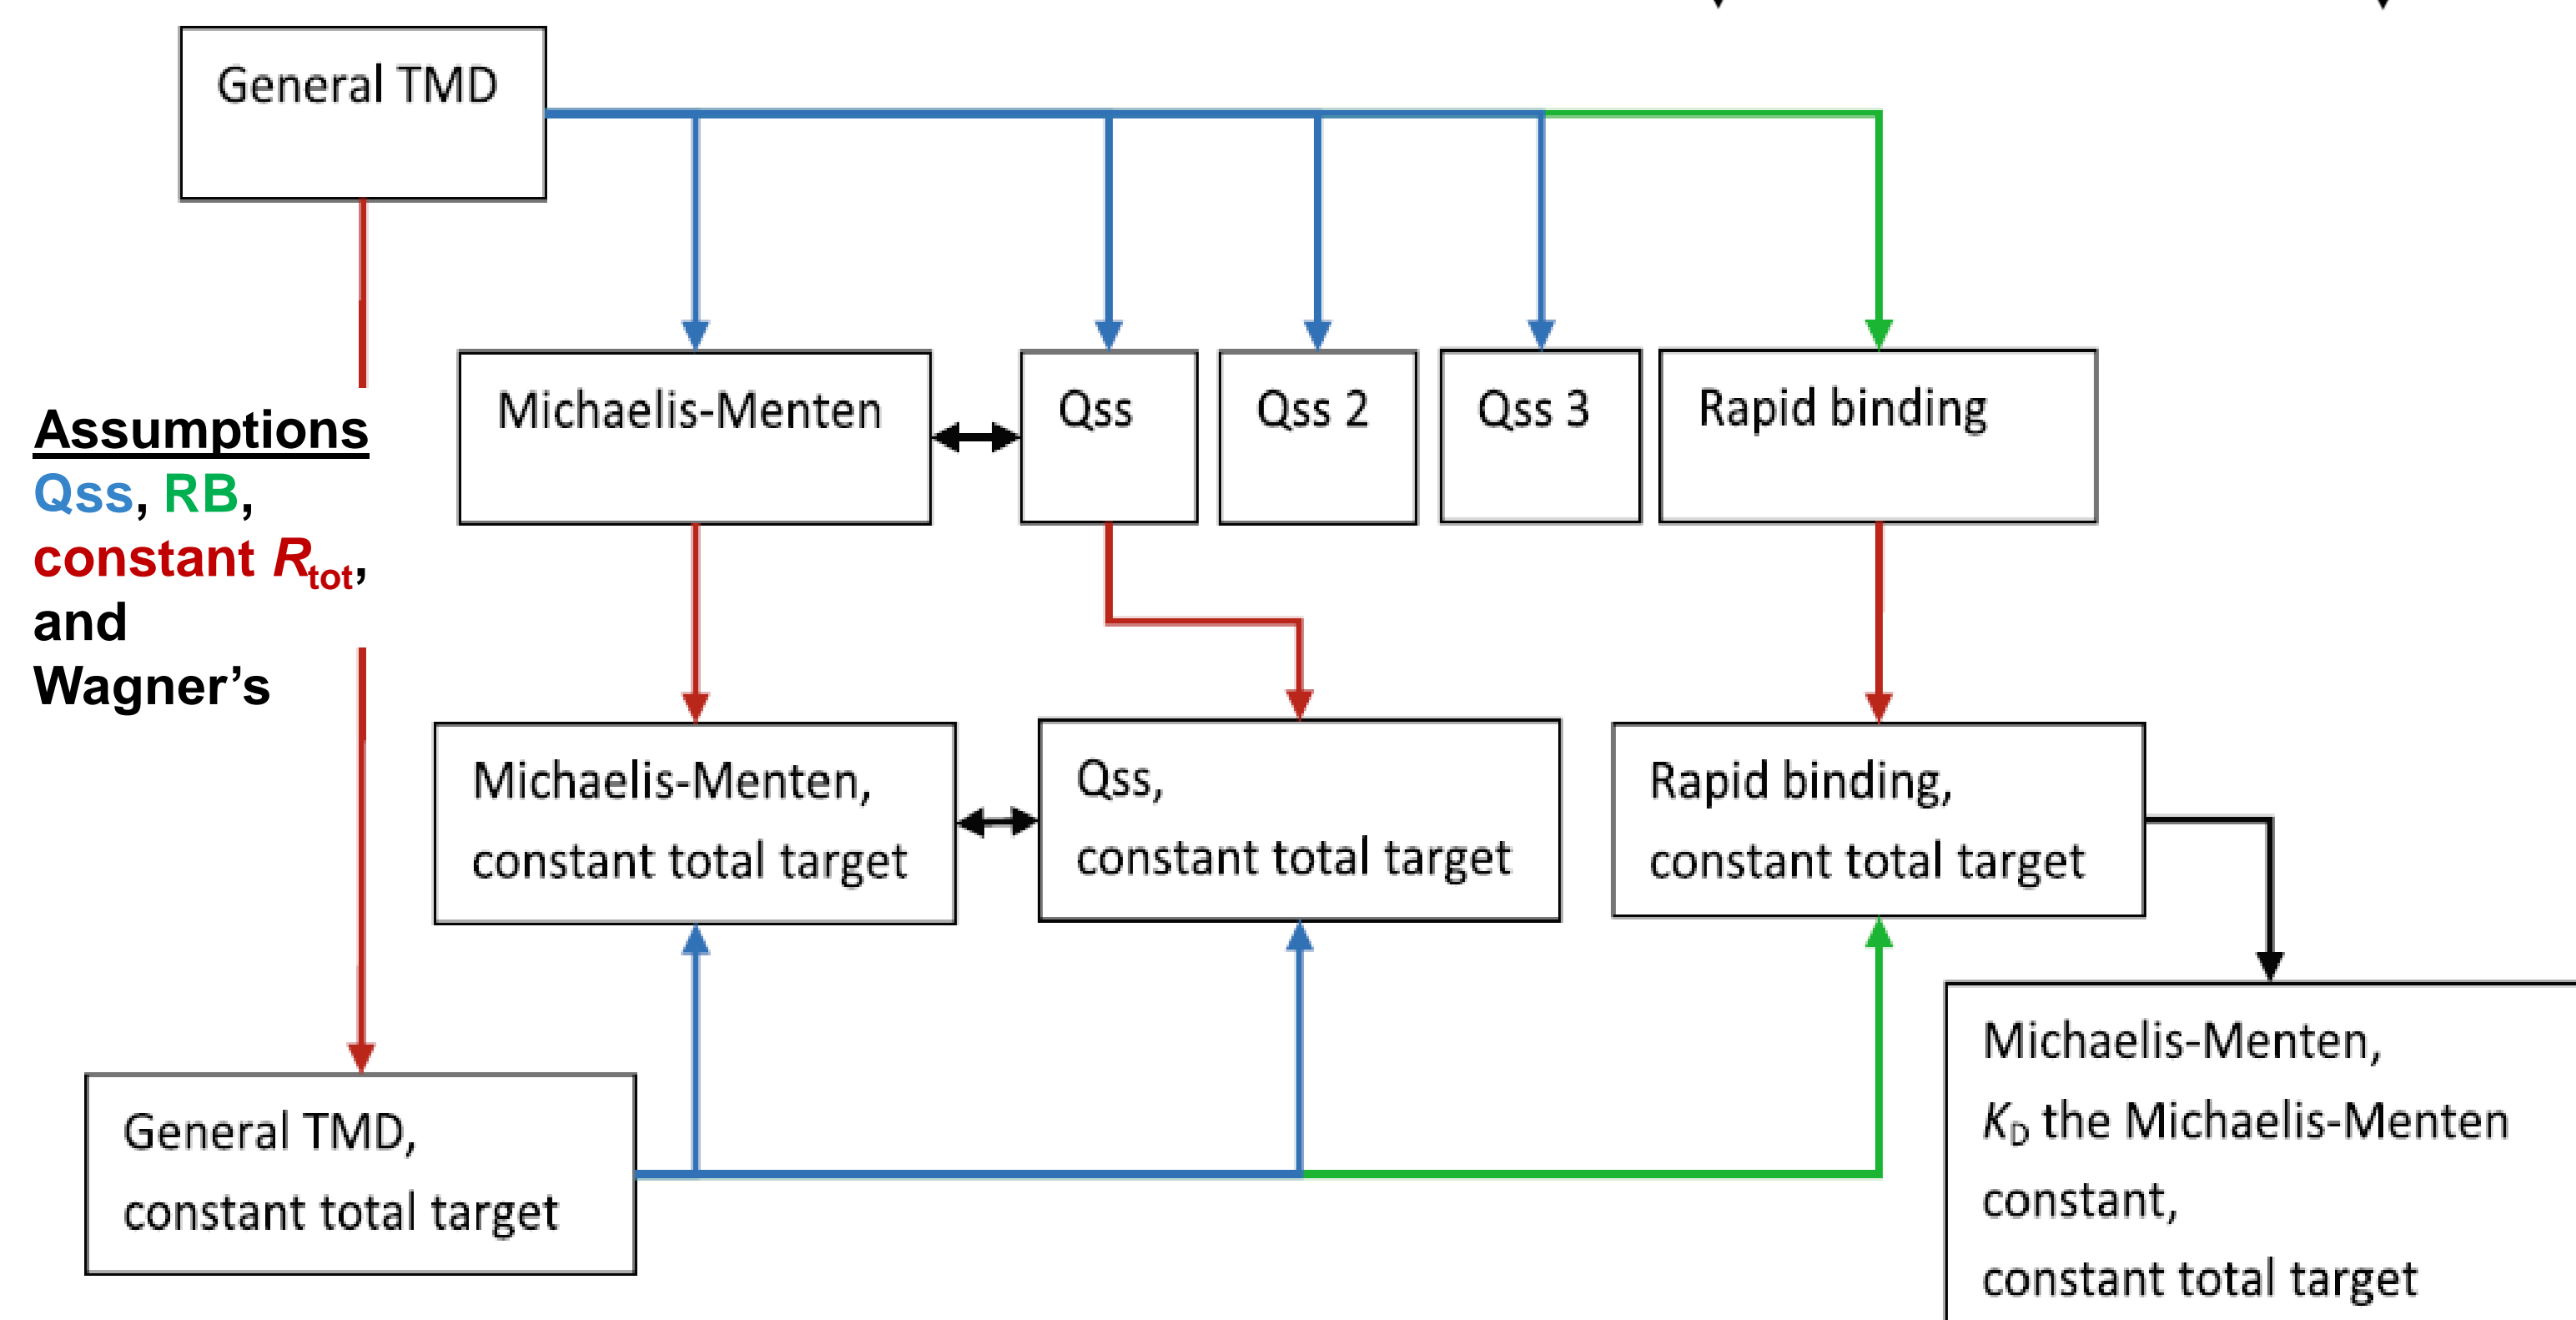 General TMD
Michaelis-Menten
Qss
Qss 2
Qss 3
Rapid binding
Assumptions
Qss, RB,
constant Rtot,
and
Wagner’s
Michaelis-Menten,
constant total target
Qss,
constant total target
Rapid binding,
constant total target
General TMD,
constant total target
Michaelis-Menten,
KD the Michaelis-Menten
constant,
constant total target